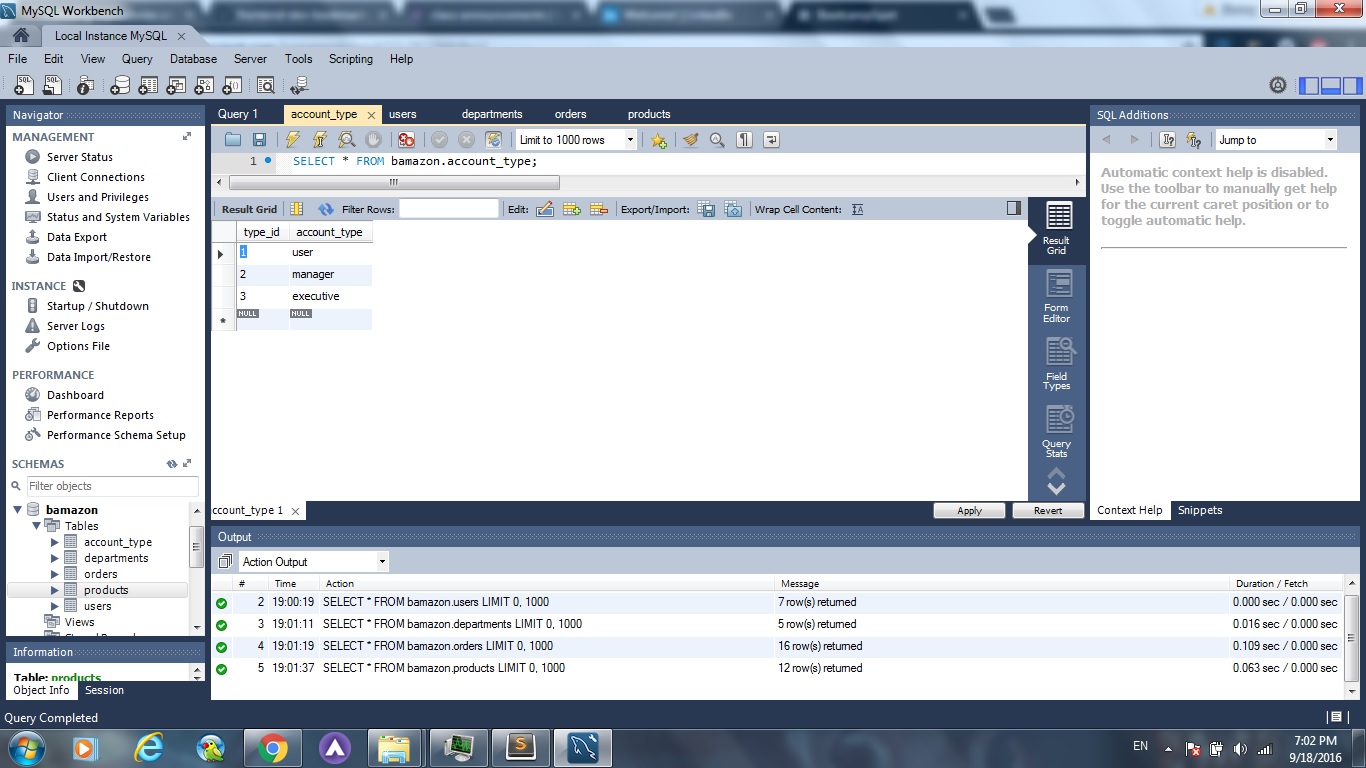 MySQL Workbench
Local Instance MySQL
File Edit View Query Database Server Tools Scripting Help
Navigator
MANAGEMENT
Server Status
Client Connections
Users and Privileges
Status and System Variables
Data Export
Data Import/Restore
INSTANCE
Startup / Shutdown
Server Logs
Options File
PERFORMANCE
Dashboard
Performance Reports
Performance Schema Setup
SCHEMAS
Filter objects
bamazon
Tables
account_type
departments
orders
products
users
Views
Information
Table: products
Object Info Session
Query 1 account_type users departments orders products
Limit to 1000 rows
1 SELECT * FROM bamazon.account_type;
Result Grid Filter Rows: Edit: Export/Import: Wrap Cell Content:
type_id account_type
1 user
2 manager
3 executive
NULL NULL
Result Grid
Form Editor
Field Types
Query Stats
ccount_type 1
Apply Revert
SQL Additions
Jump to
Automatic context help is disabled.
Use the toolbar to manually get help
for the current caret position or to
toggle automatic help.
Context Help Snippets
Output
Action Output
# Time Action Message Duration / Fetch
2 19:00:19 SELECT * FROM bamazon.users LIMIT 0, 1000 7 row(s) returned 0.000 sec / 0.000 sec
3 19:01:11 SELECT * FROM bamazon.departments LIMIT 0, 1000 5 row(s) returned 0.016 sec / 0.000 sec
4 19:01:19 SELECT * FROM bamazon.orders LIMIT 0, 1000 16 row(s) returned 0.109 sec / 0.000 sec
5 19:01:37 SELECT * FROM bamazon.products LIMIT 0, 1000 12 row(s) returned 0.063 sec / 0.000 sec
Query Completed
EN
7:02 PM
9/18/2016